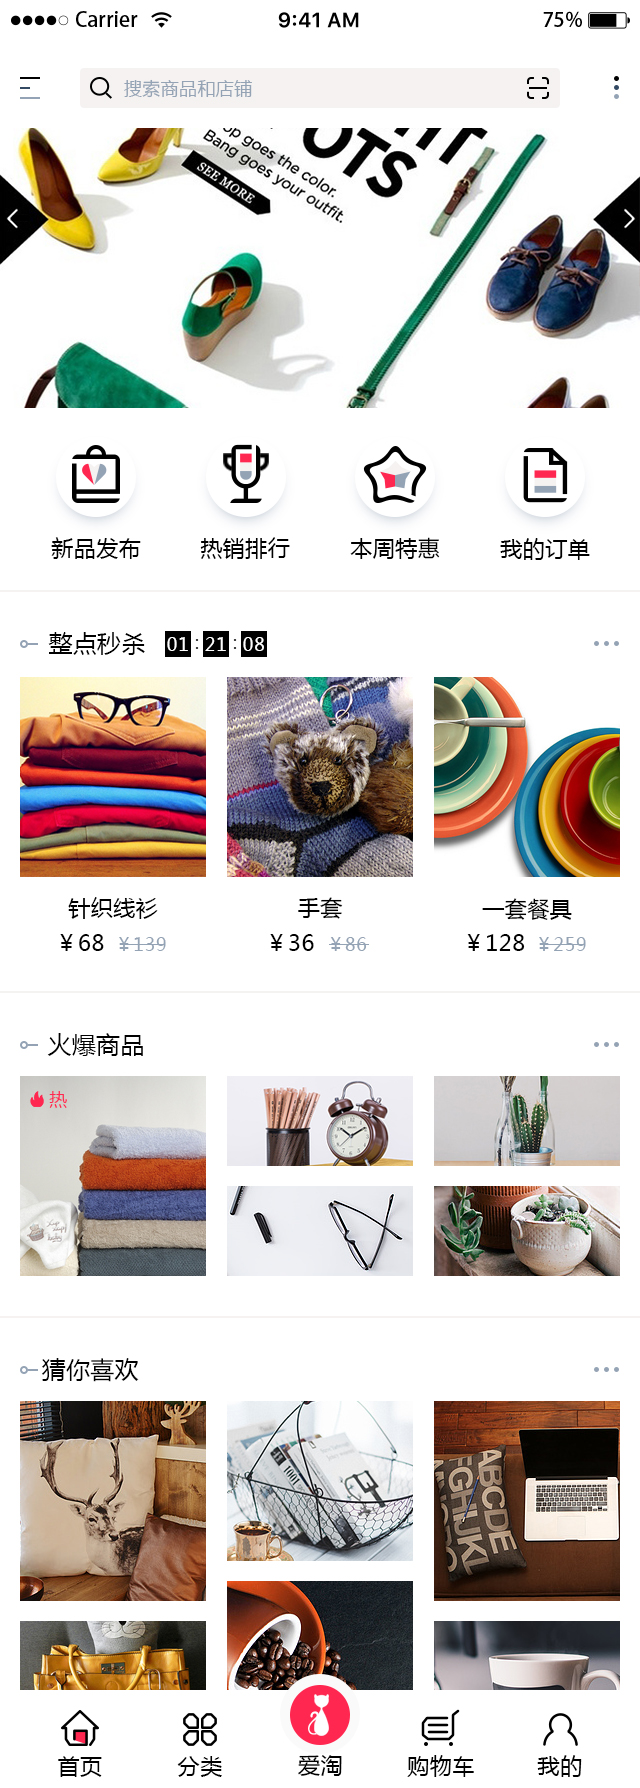 Carrier 9:41 AM 75%
搜索商品和店铺
OTS
op goes the color.
Bang goes your outfit.
SEE MORE
新品发布 热销排行 本周特惠 我的订单
整点秒杀 01:21:08
针织线衫 手套 一套餐具
¥68 ¥139 ¥36 ¥86 ¥128 ¥259
火爆商品
热
猜你喜欢
1001
ABCDE
首页 分类 爱淘 购物车 我的